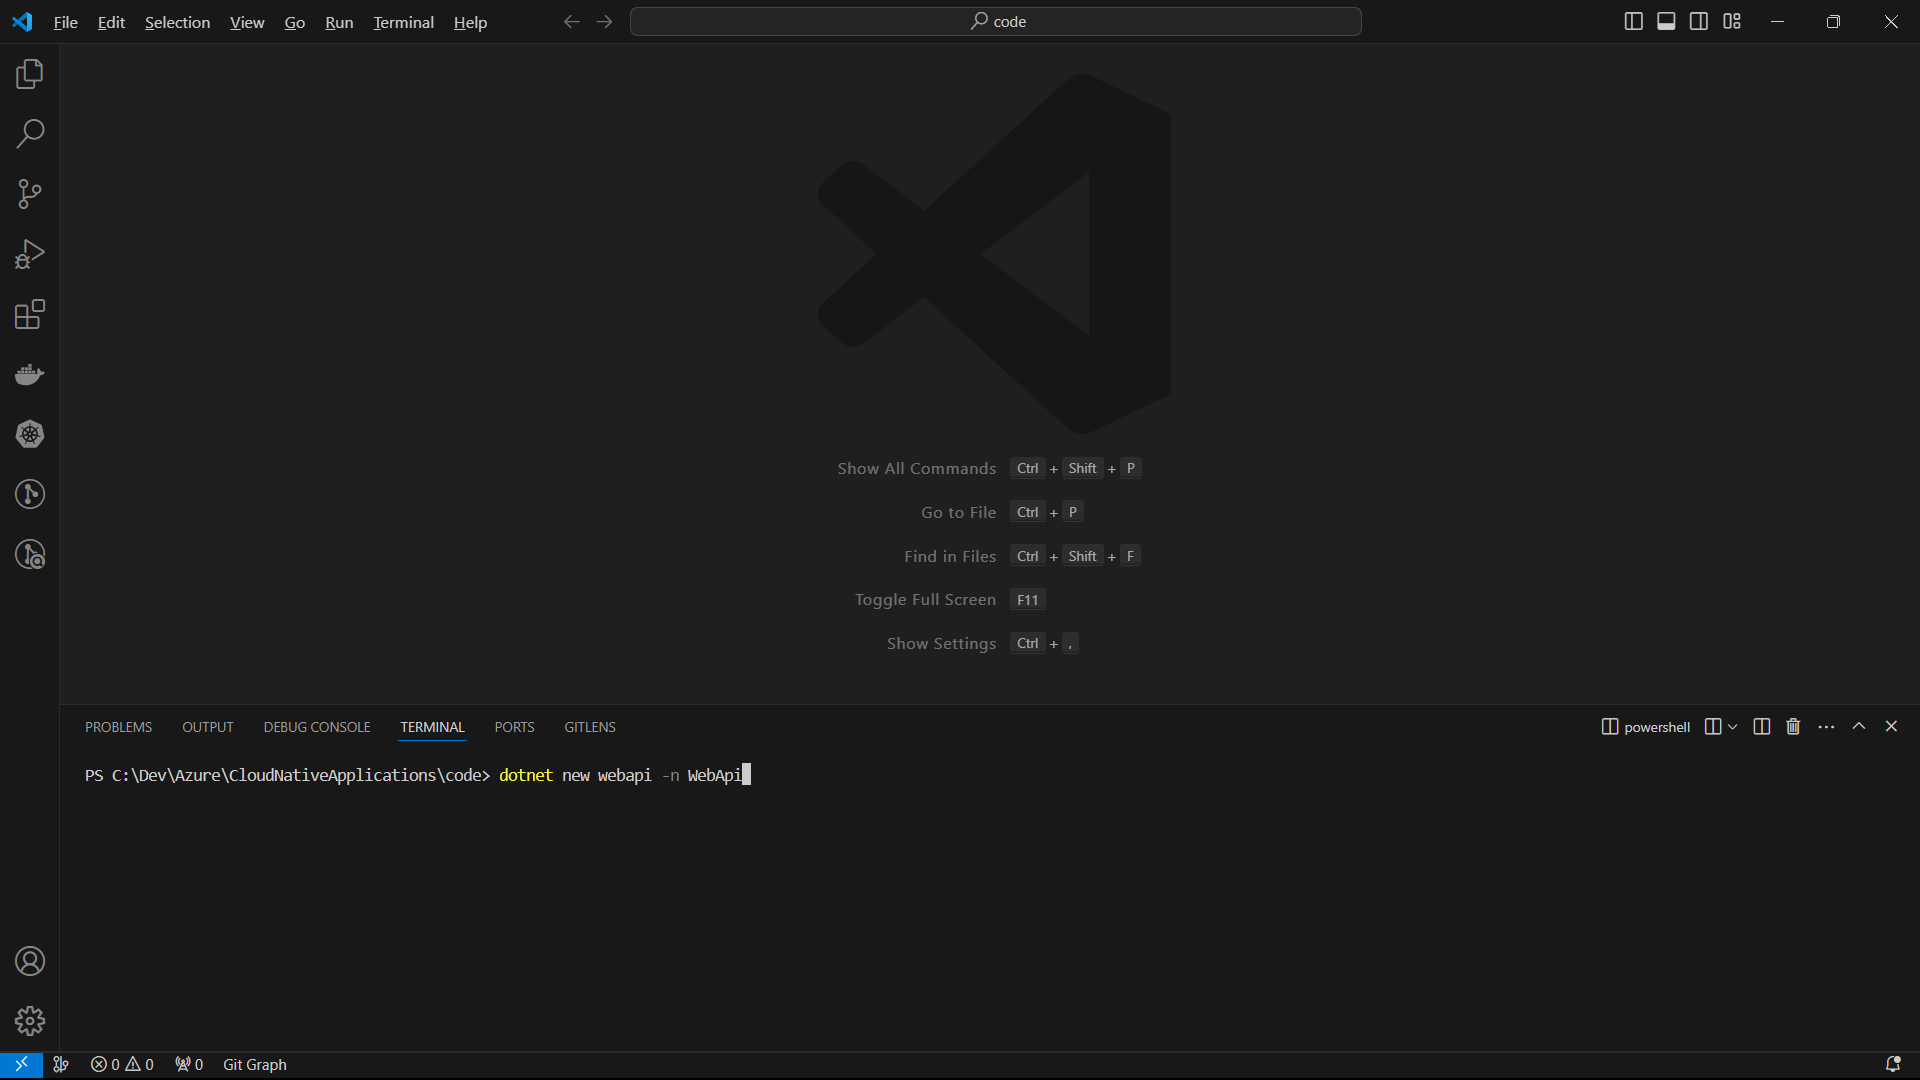 File Edit Selection View Go Run Terminal Help code
Show All Commands Ctrl + Shift + P
Go to File Ctrl + P
Find in Files Ctrl + Shift + F
Toggle Full Screen F11
Show Settings Ctrl + ,
PROBLEMS OUTPUT DEBUG CONSOLE TERMINAL PORTS GITLENS powershell
PS C:\Dev\Azure\CloudNativeApplications\code> dotnet new webapi -n WebApi
0 0 0 Git Graph